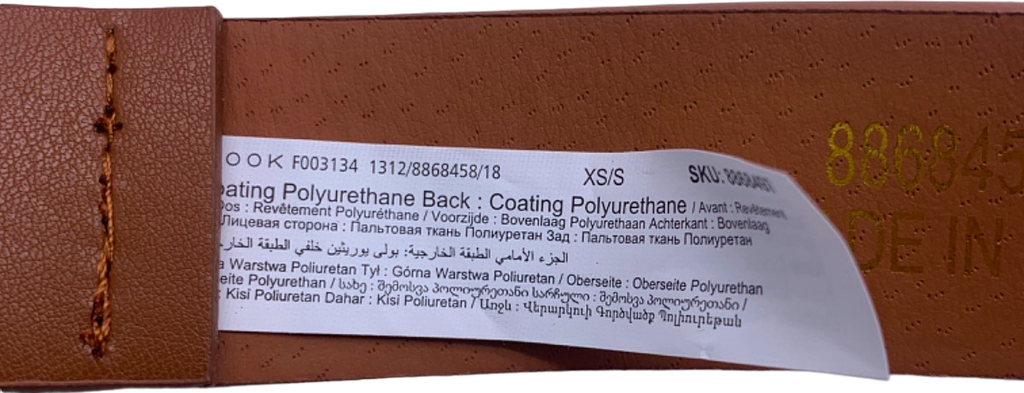 OOK F003134 1312/8868458/18 XS/S SKU:
oating Polyurethane Back : Coating Polyurethane / Avant : Revêtement
Dos : Revêtement Polyuréthane / Voorzijde : Bovenlaag Polyurethaan Achterkant : Bovenlaag
Лицевая сторона : Пальтовая ткань Полиуретан Зад : Пальтовая ткань Полиуретан
الجزء الأمامي الطبقة الخارجية: بولى يوريثين خلفي الطبقة الخارج
a Warstwa Poliuretan Tył : Górna Warstwa Poliuretan / Oberseite : Oberseite Polyurethan
eite Polyurethan / სახე : შემოსვა პოლიურეთანი სარჩული : შემოსვა პოლიურეთანი /
: Kisi Poliuretan Dahar : Kisi Poliuretan / Առջև : Վերարկուի Գործվածք Պոլիուրեթան
886845
DE IN